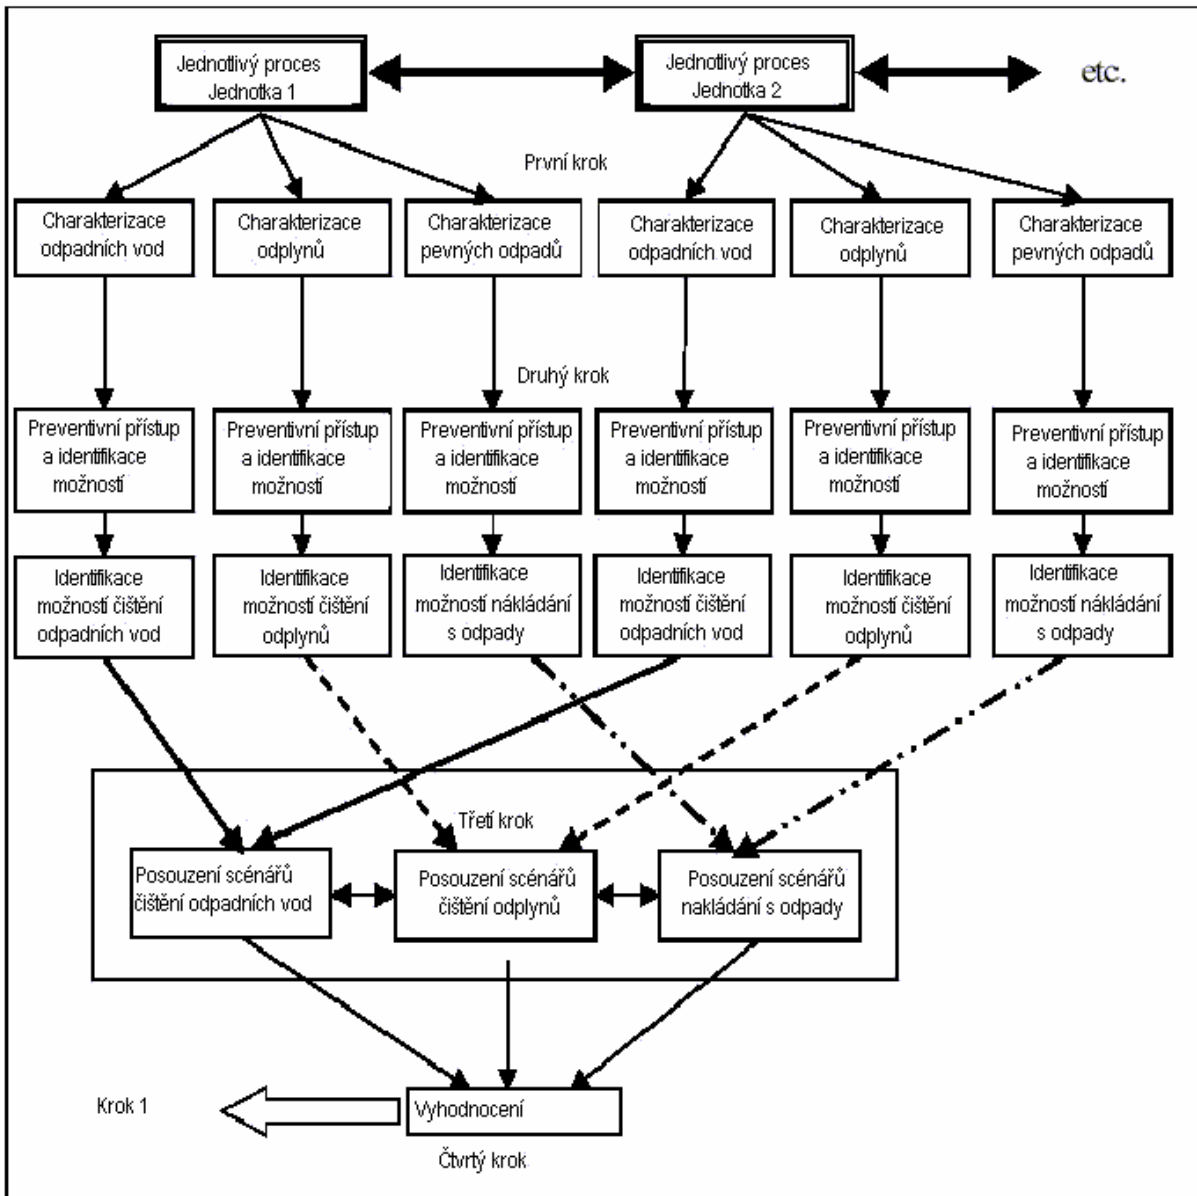 Jednotlivý proces
Jednotka 1
Jednotlivý proces
Jednotka 2
etc.
První krok
Charakterizace
odpadních vod
Charakterizace
odplynů
Charakterizace
pevných odpadů
Charakterizace
odpadních vod
Charakterizace
odplynů
Charakterizace
pevných odpadů
Druhý krok
Preventivní přístup
a identifikace
možností
Preventivní přístup
a identifikace
možností
Preventivní přístup
a identifikace
možností
Preventivní přístup
a identifikace
možností
Preventivní přístup
a identifikace
možností
Preventivní přístup
a identifikace
možností
Identifikace
možností čištění
odpadních vod
Identifikace
možností čištění
odplynů
Identifikace
možností nákládání
s odpady
Identifikace
možností čištění
odpadních vod
Identifikace
možností čištění
odplynů
Identifikace
možností nákládání
s odpady
Třetí krok
Posouzení scénářů
čištění odpadních vod
Posouzení scénářů
čištění odplynů
Posouzení scénářů
nakládání s odpady
Krok 1
Vyhodnocení
Čtvrtý krok